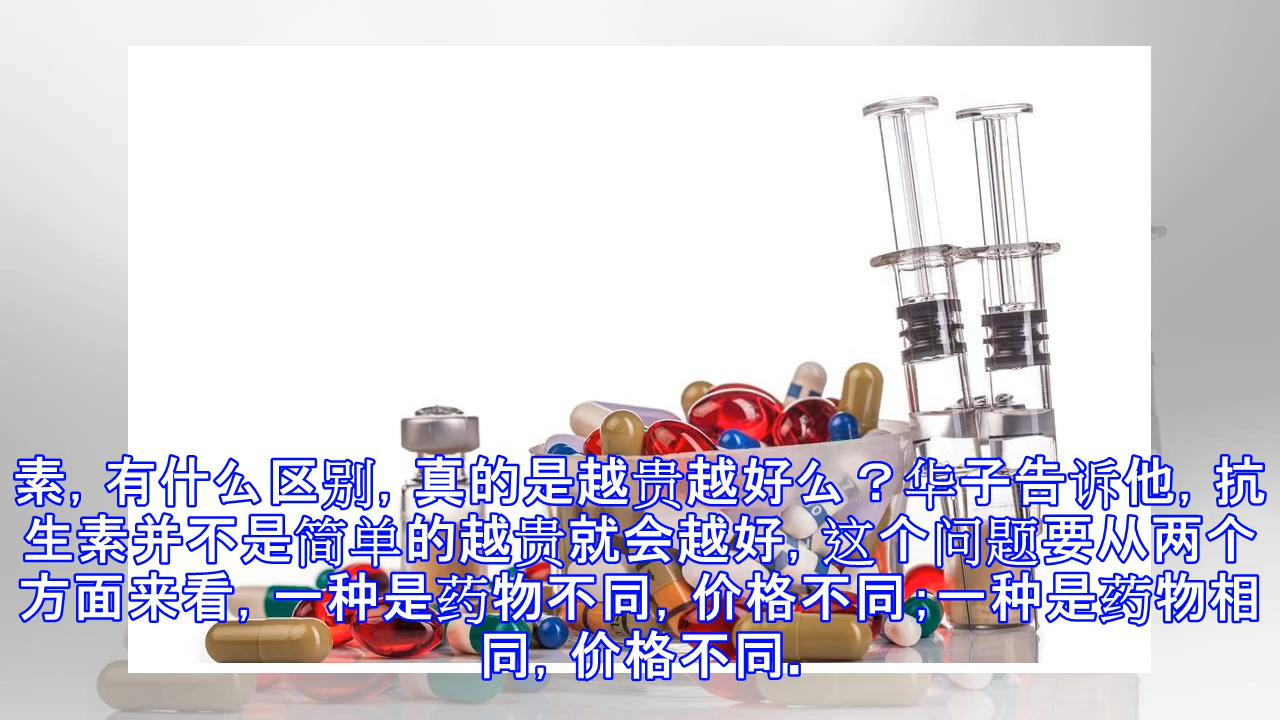 素, 有什么区别, 真的是越贵越好么？华子告诉他, 抗
生素并不是简单的越贵就会越好, 这个问题要从两个
方面来看, 一种是药物不同, 价格不同;一种是药物相
同, 价格不同.